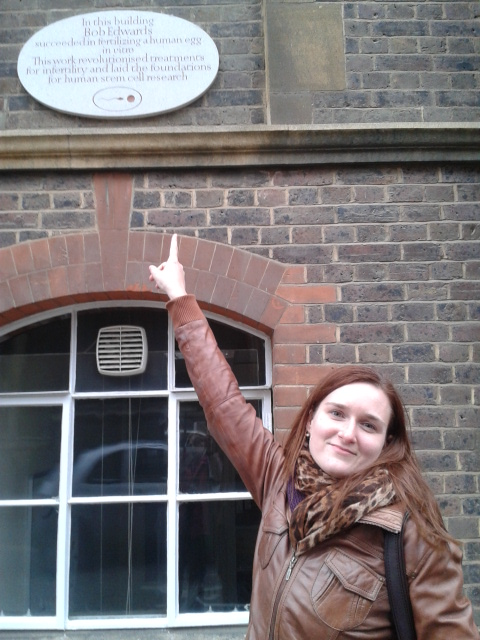 In this building
Bob Edwards
succeeded in fertilizing a human egg
in vitro
This work revolutionised treatments
for infertility and laid the foundations
for human stem cell research